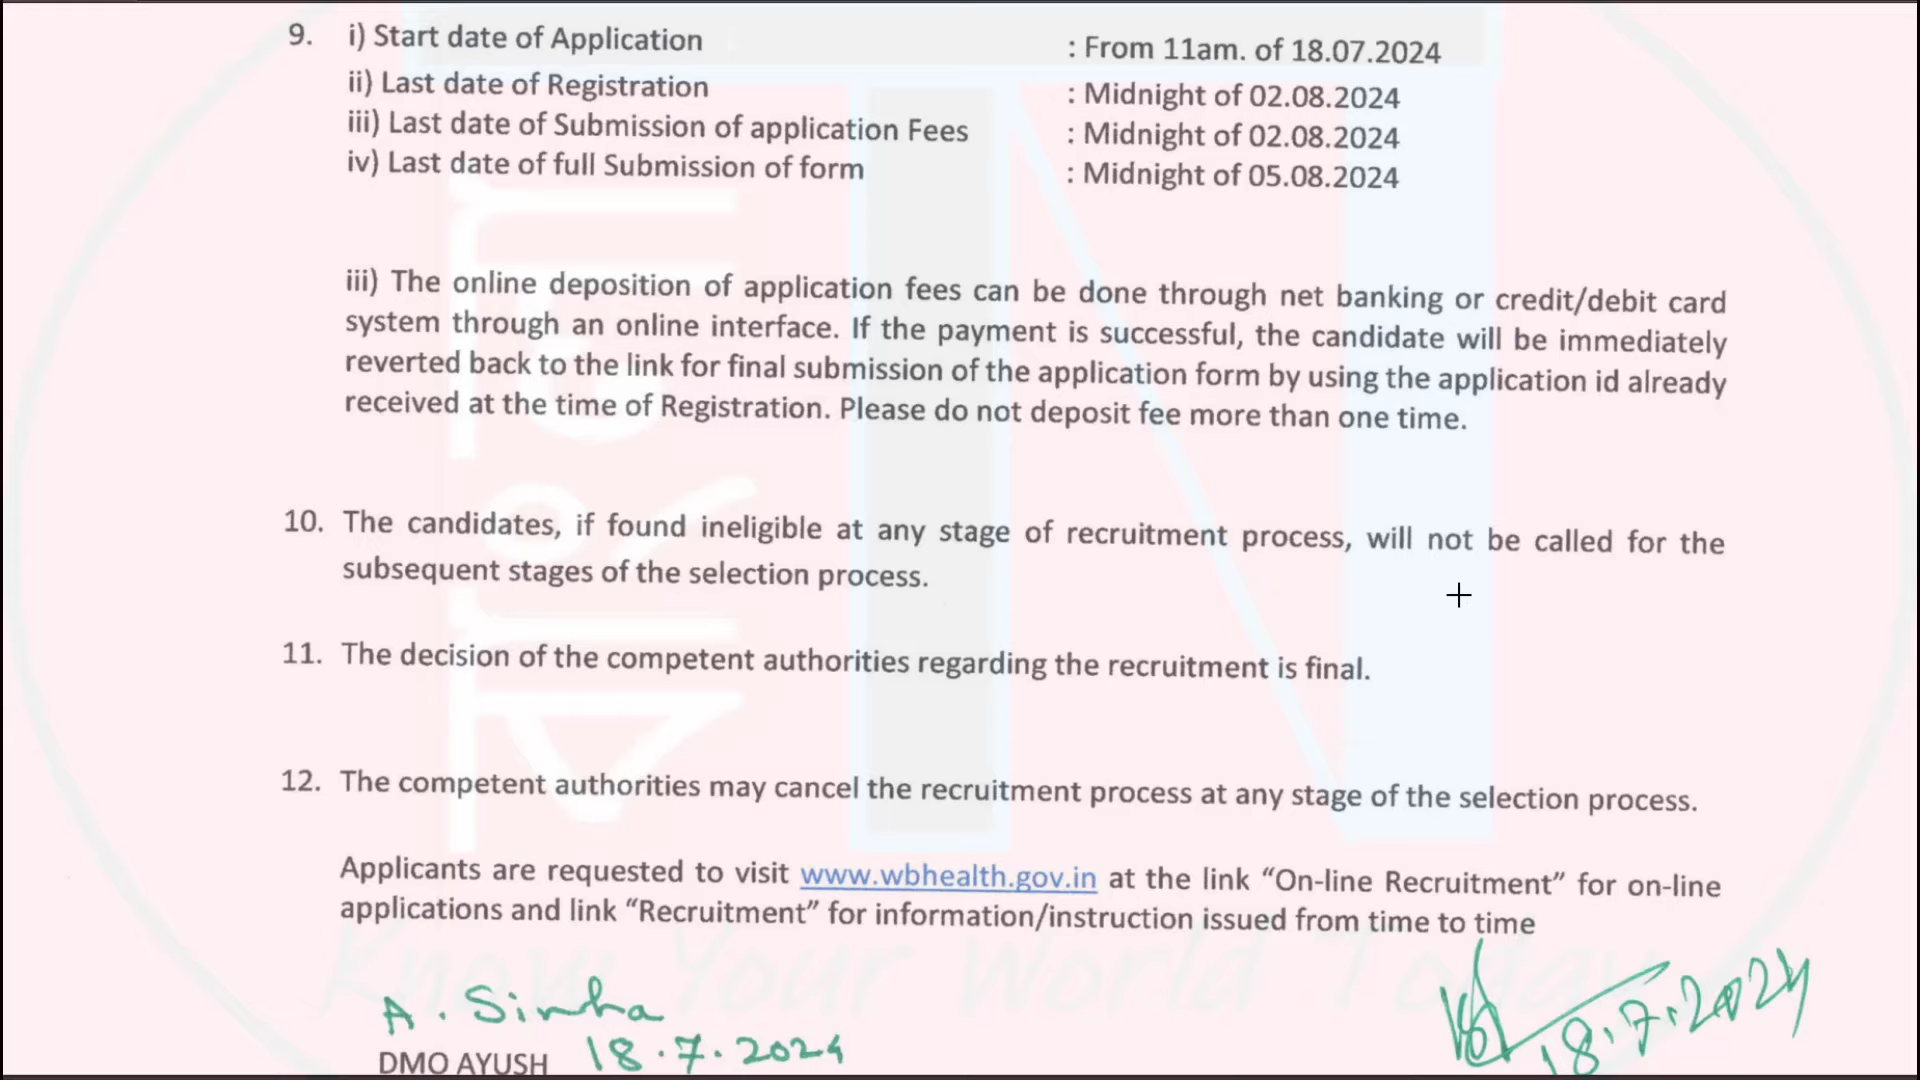 9. i) Start date of Application : From 11am. of 18.07.2024
ii) Last date of Registration : Midnight of 02.08.2024
iii) Last date of Submission of application Fees : Midnight of 02.08.2024
iv) Last date of full Submission of form : Midnight of 05.08.2024
iii) The online deposition of application fees can be done through net banking or credit/debit card
system through an online interface. If the payment is successful, the candidate will be immediately
reverted back to the link for final submission of the application form by using the application id already
received at the time of Registration. Please do not deposit fee more than one time.
10. The candidates, if found ineligible at any stage of recruitment process, will not be called for the
subsequent stages of the selection process.
11. The decision of the competent authorities regarding the recruitment is final.
12. The competent authorities may cancel the recruitment process at any stage of the selection process.
Applicants are requested to visit www.wbhealth.gov.in at the link “On-line Recruitment” for on-line
applications and link “Recruitment” for information/instruction issued from time to time
Know Your World Today
A. Sinha
DMO AYUSH 18.7.2024
18.7.2024